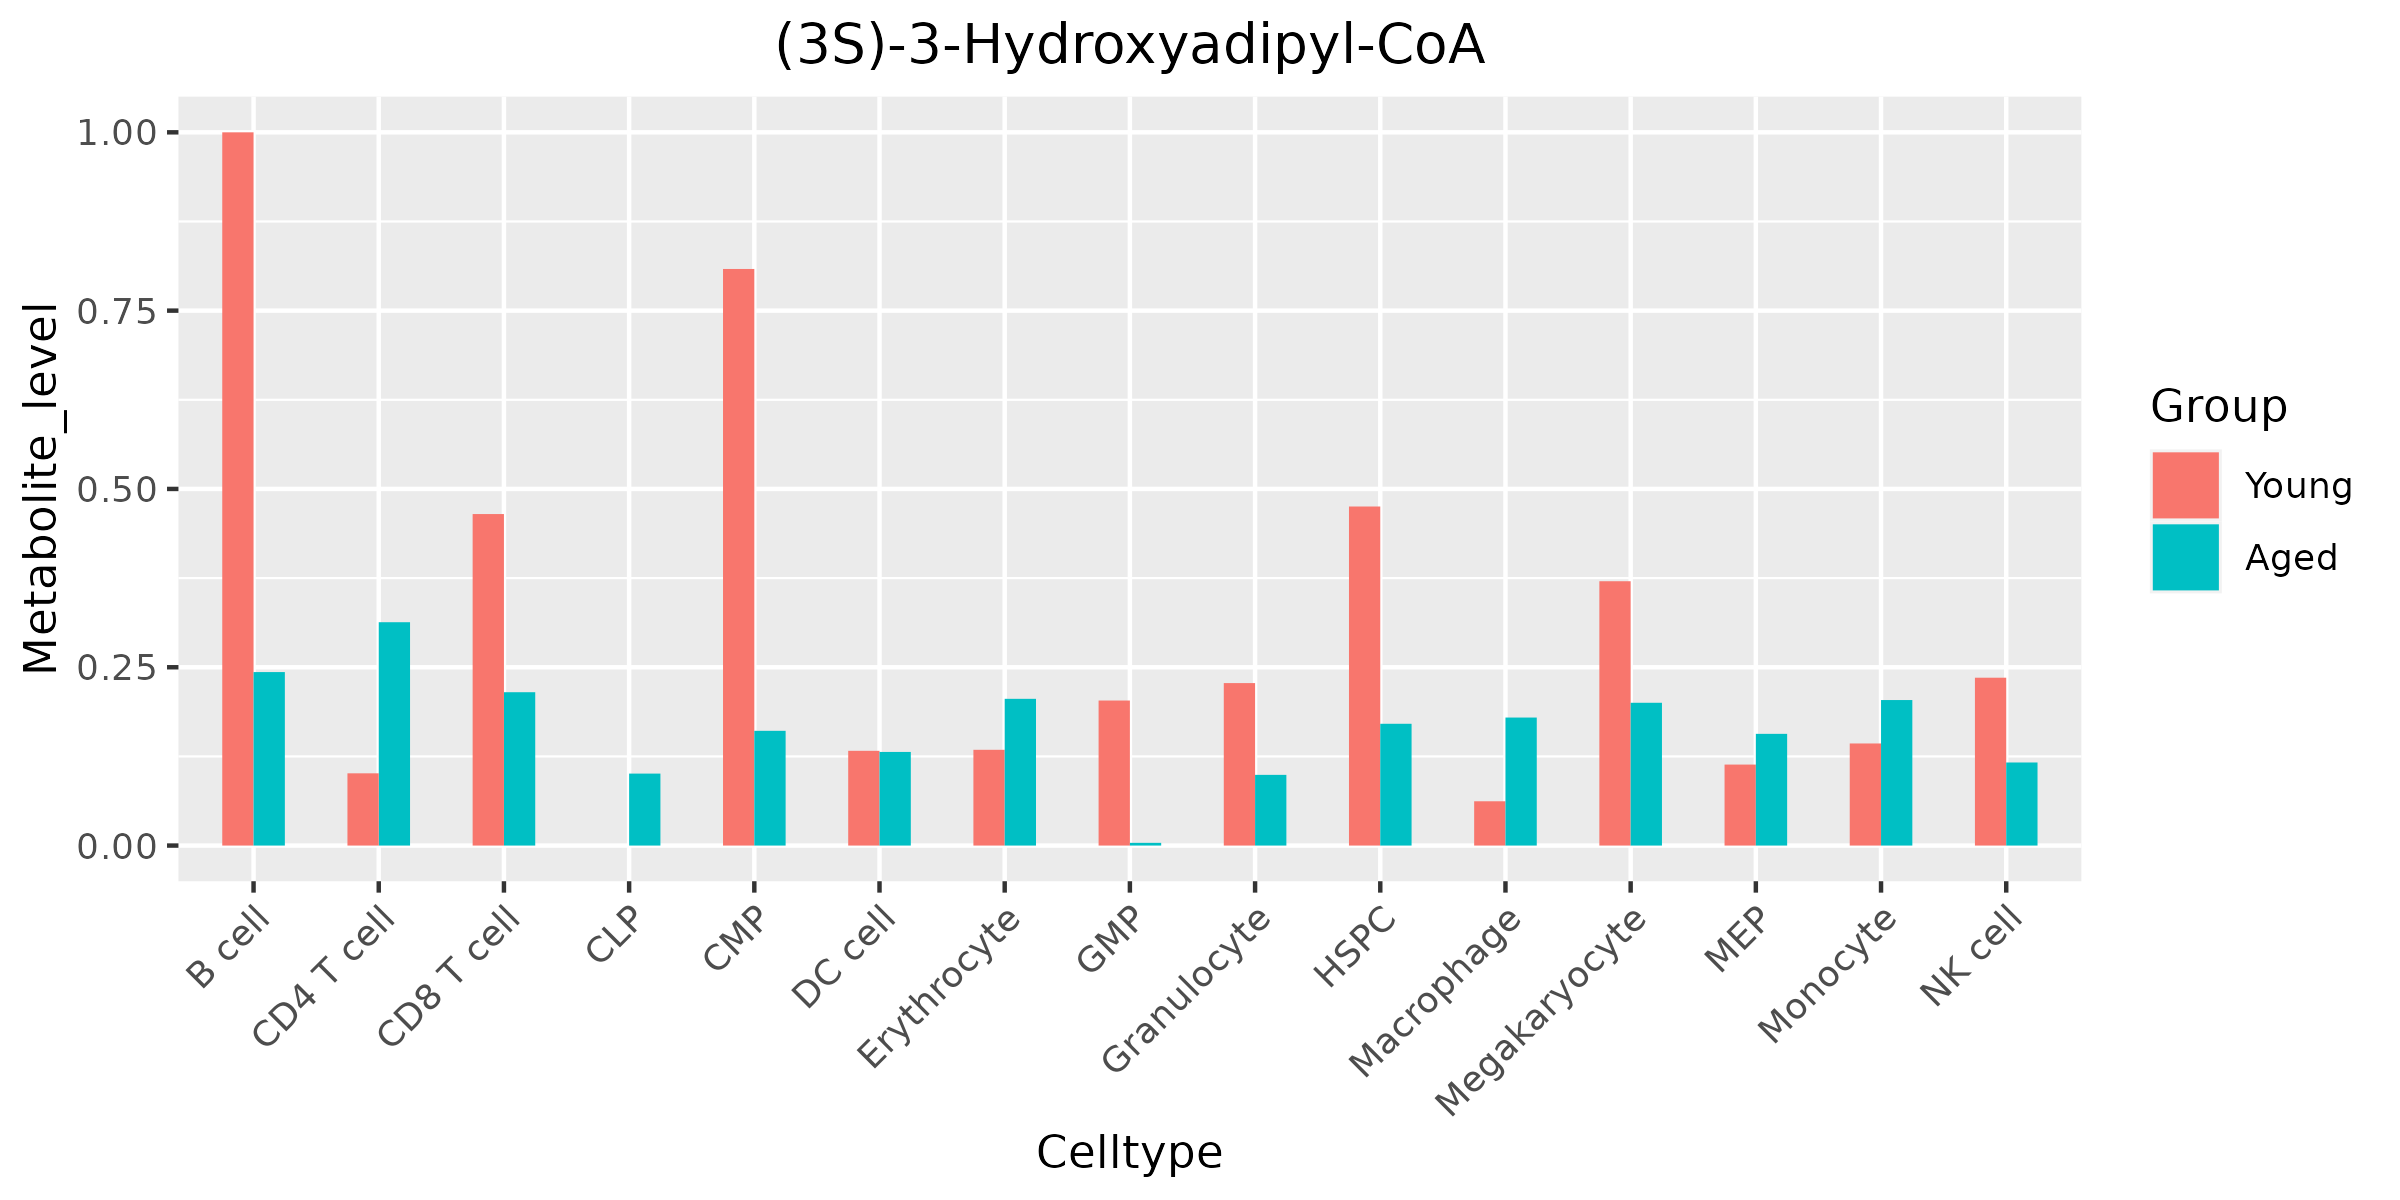 (3S)-3-Hydroxyadipyl-CoA
Metabolite_level
1.00
0.75
0.50
0.25
0.00
B cell
CD4 T cell
CD8 T cell
CLP
CMP
DC cell
Erythrocyte
GMP
Granulocyte
HSPC
Macrophage
Megakaryocyte
MEP
Monocyte
NK cell
Celltype
Group
Young
Aged